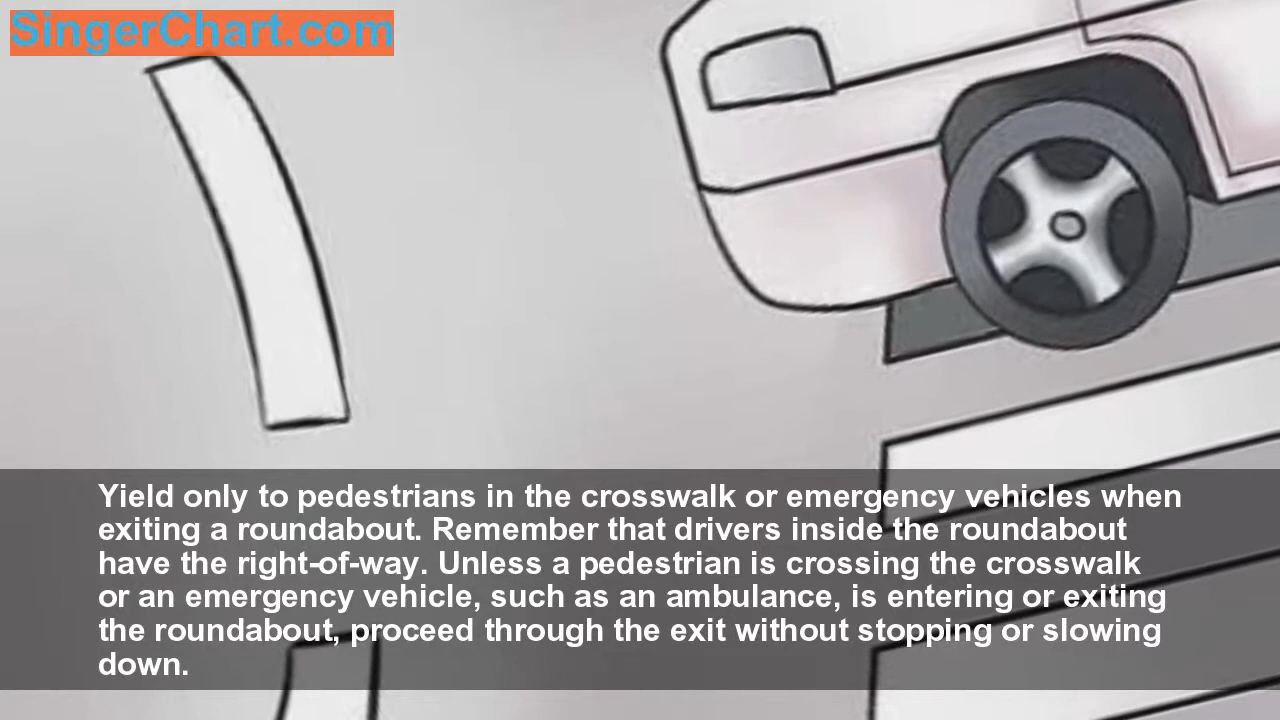 SingerChart.com
Yield only to pedestrians in the crosswalk or emergency vehicles when
exiting a roundabout. Remember that drivers inside the roundabout
have the right-of-way. Unless a pedestrian is crossing the crosswalk
or an emergency vehicle, such as an ambulance, is entering or exiting
the roundabout, proceed through the exit without stopping or slowing
down.